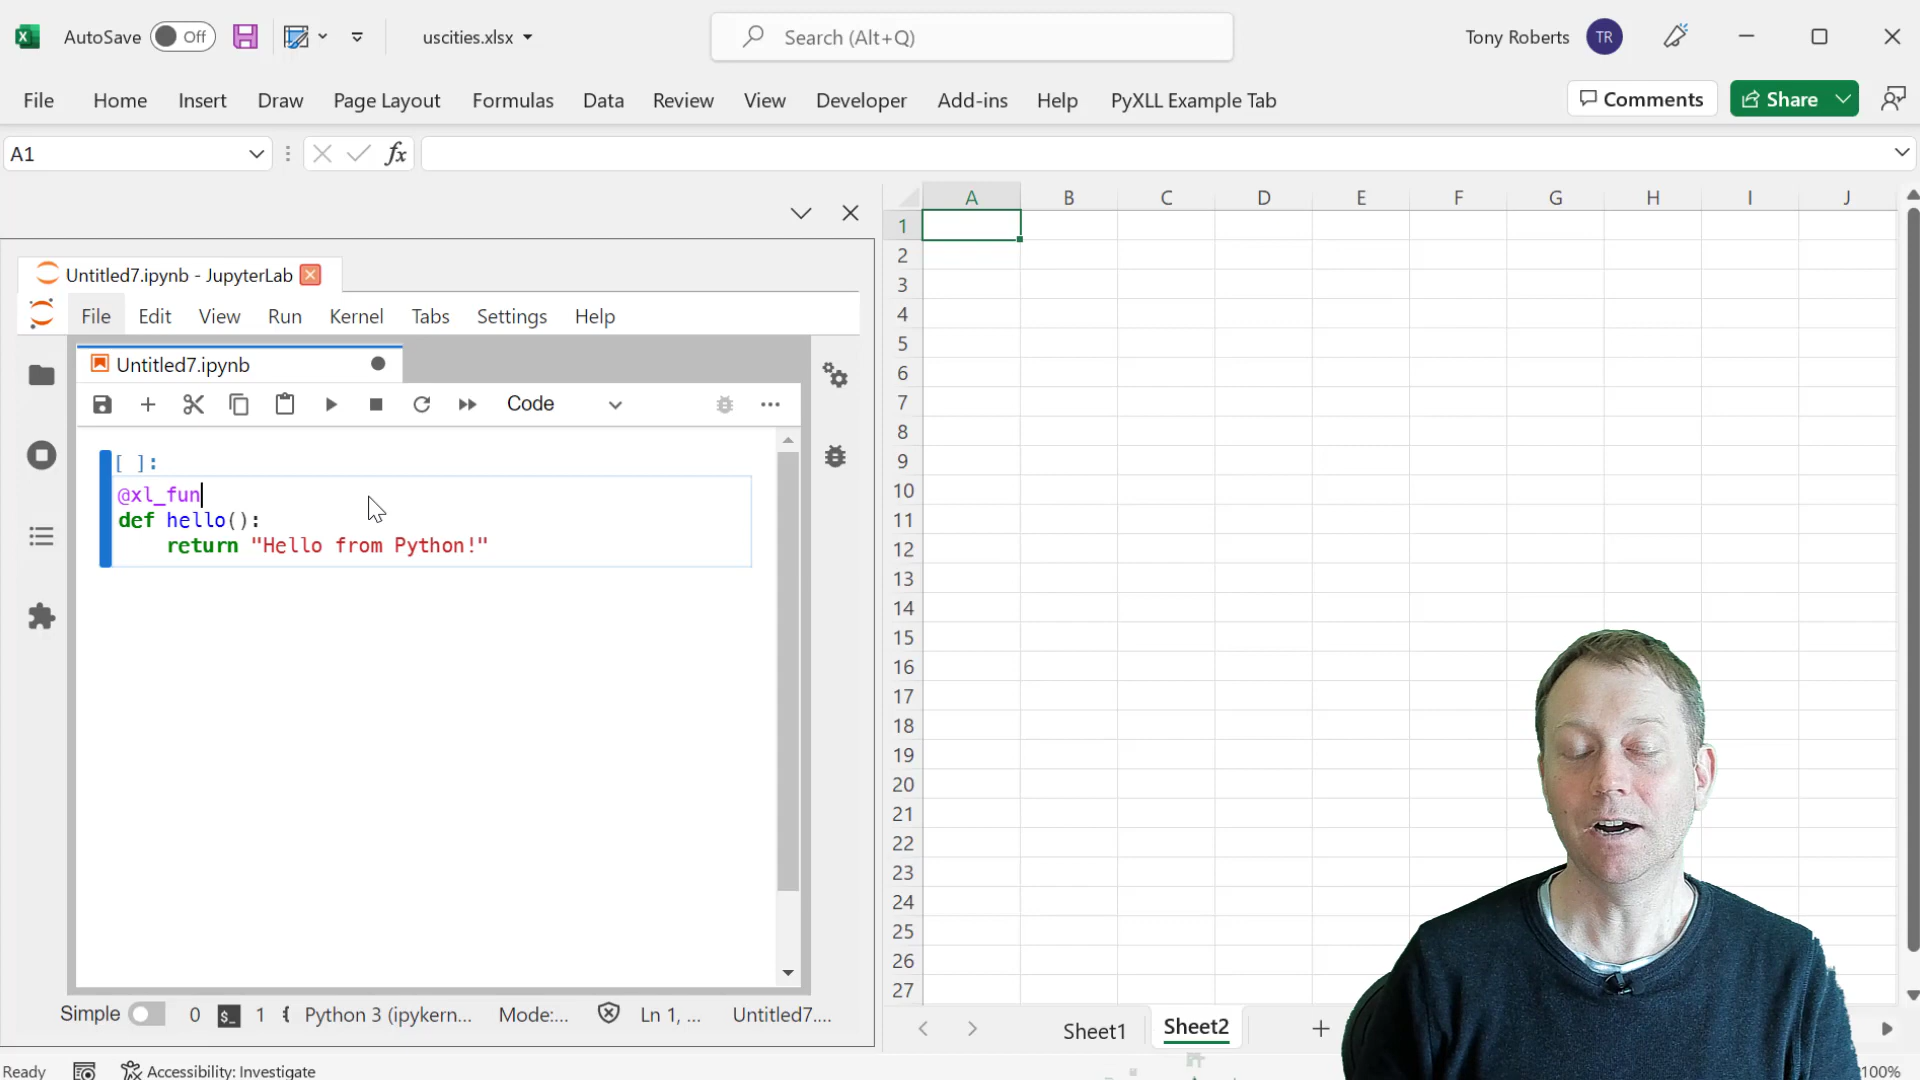 AutoSave Off uscities.xlsx Search (Alt+Q) Tony Roberts TR
File Home Insert Draw Page Layout Formulas Data Review View Developer Add-ins Help PyXLL Example Tab Comments Share
A1 fx
A B C D E F G H I J
1
2
3
4
5
6
7
8
9
10
11
12
13
14
15
16
17
18
19
20
21
22
23
24
25
26
27
Untitled7.ipynb - JupyterLab
File Edit View Run Kernel Tabs Settings Help
Untitled7.ipynb
Code
[ ]:
@xl_fun
def hello():
return "Hello from Python!"
Simple 0 $_ 1 Python 3 (ipykern... Mode:... Ln 1, ... Untitled7....
Sheet1 Sheet2
Ready Accessibility: Investigate 100%